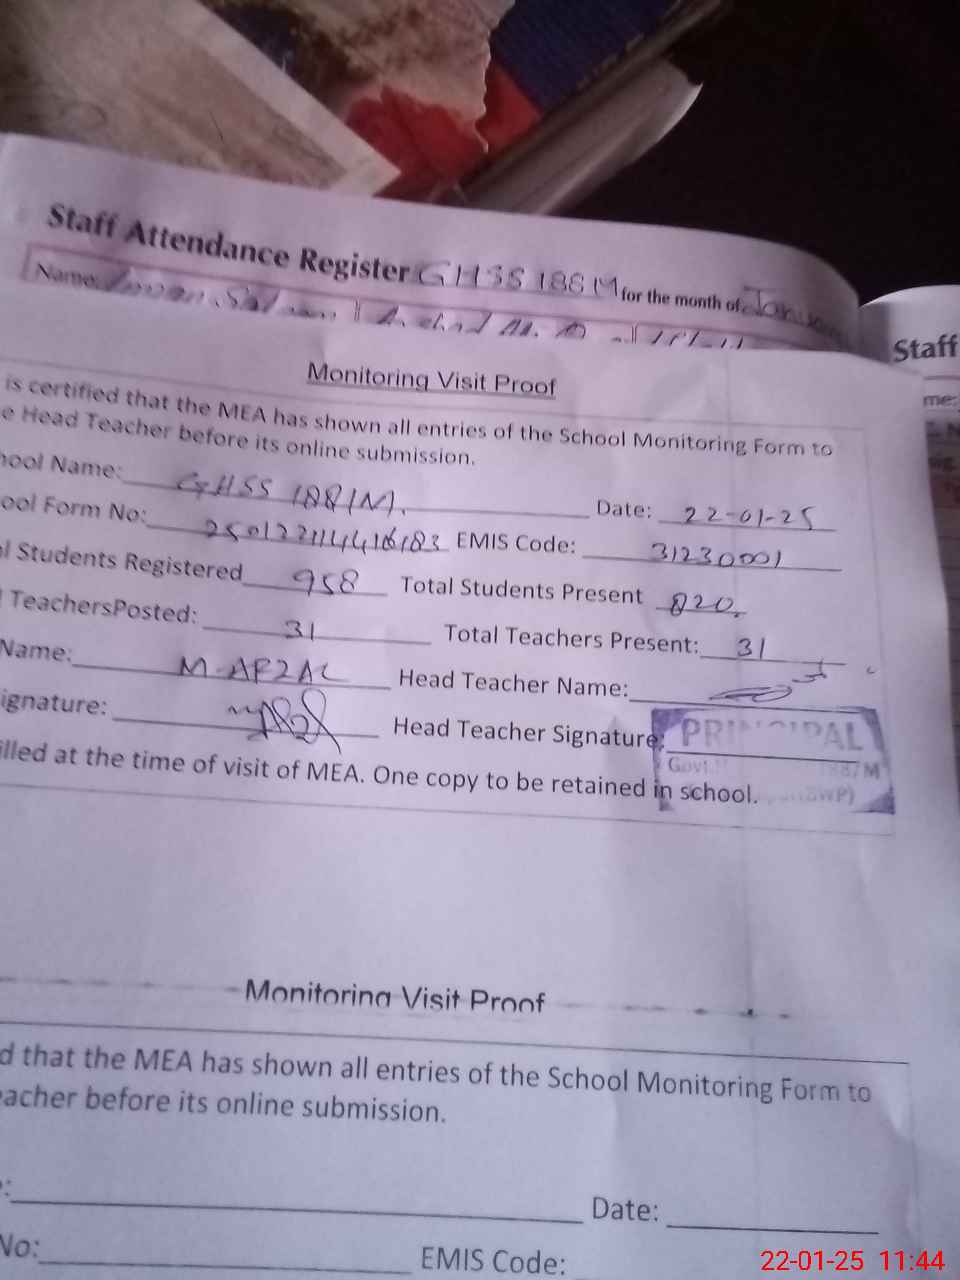 Staff Attendance Register GHSS 188M for the month of
Name:
Staff
me:
Monitoring Visit Proof
is certified that the MEA has shown all entries of the School Monitoring Form to
e Head Teacher before its online submission.
hool Name: GHSS 188/M. Date: 22-01-25
ool Form No: EMIS Code: 31230001
l Students Registered 958 Total Students Present 820
TeachersPosted: 31 Total Teachers Present: 31
Name: M-AFZAL Head Teacher Name:
ignature: Head Teacher Signature:
PRINCIPAL
Govt.
illed at the time of visit of MEA. One copy to be retained in school.
Monitoring Visit Proof
d that the MEA has shown all entries of the School Monitoring Form to
eacher before its online submission.
Date:
No: EMIS Code:
22-01-25 11:44